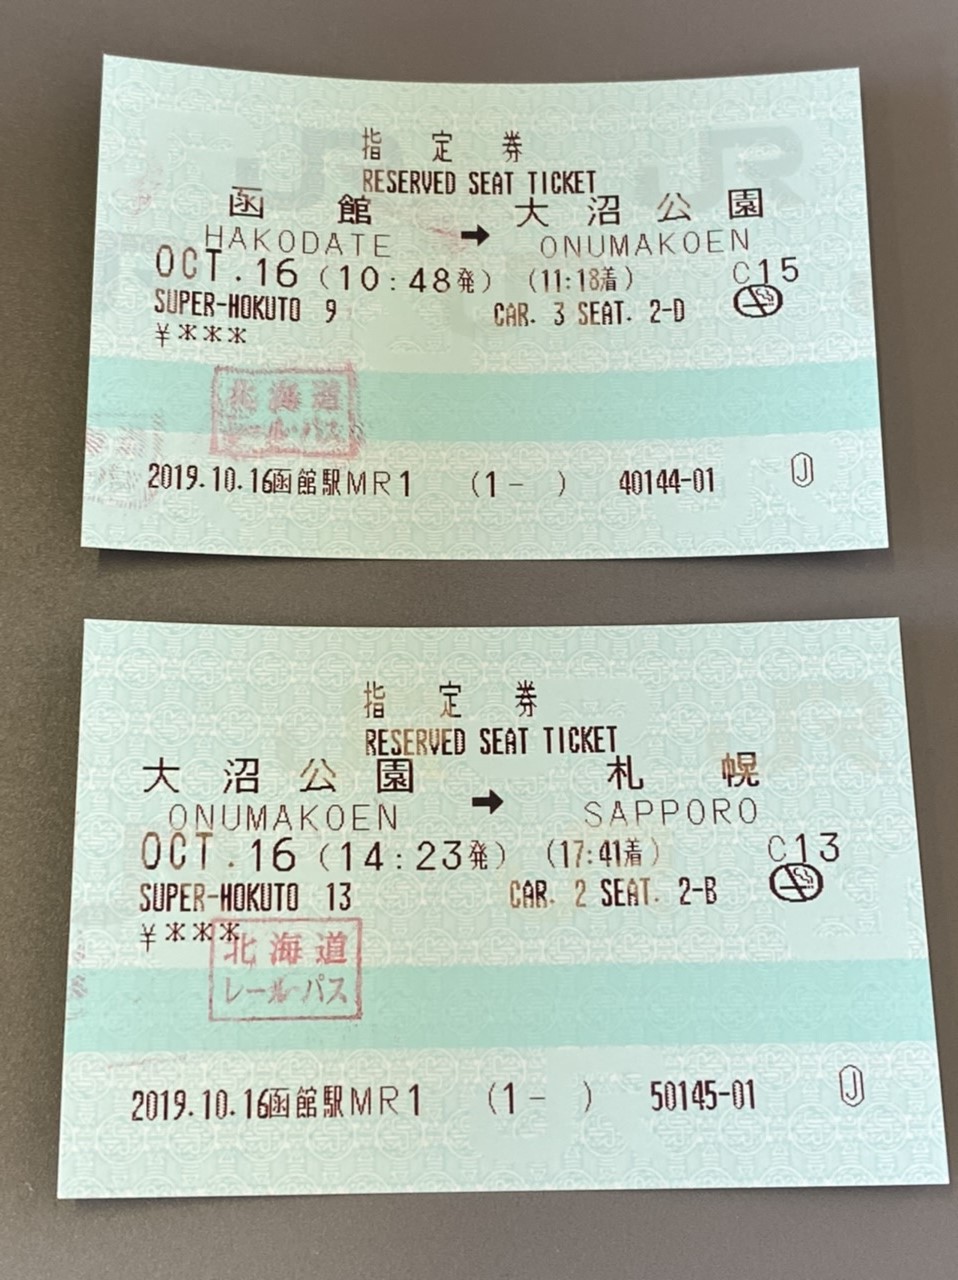 指定券
RESERVED SEAT TICKET
函館 → 大沼公園
HAKODATE ONUMAKOEN
OCT.16 (10:48発) (11:18着) C15
SUPER-HOKUTO 9 CAR. 3 SEAT. 2-D
¥***
北海道
レール・パス
2019.10.16函館駅MR1 (1- ) 40144-01 J
指定券
RESERVED SEAT TICKET
大沼公園 → 札幌
ONUMAKOEN SAPPORO
OCT.16 (14:23発) (17:41着) C13
SUPER-HOKUTO 13 CAR. 2 SEAT. 2-B
¥***
北海道
レール・パス
2019.10.16函館駅MR1 (1- ) 50145-01 J